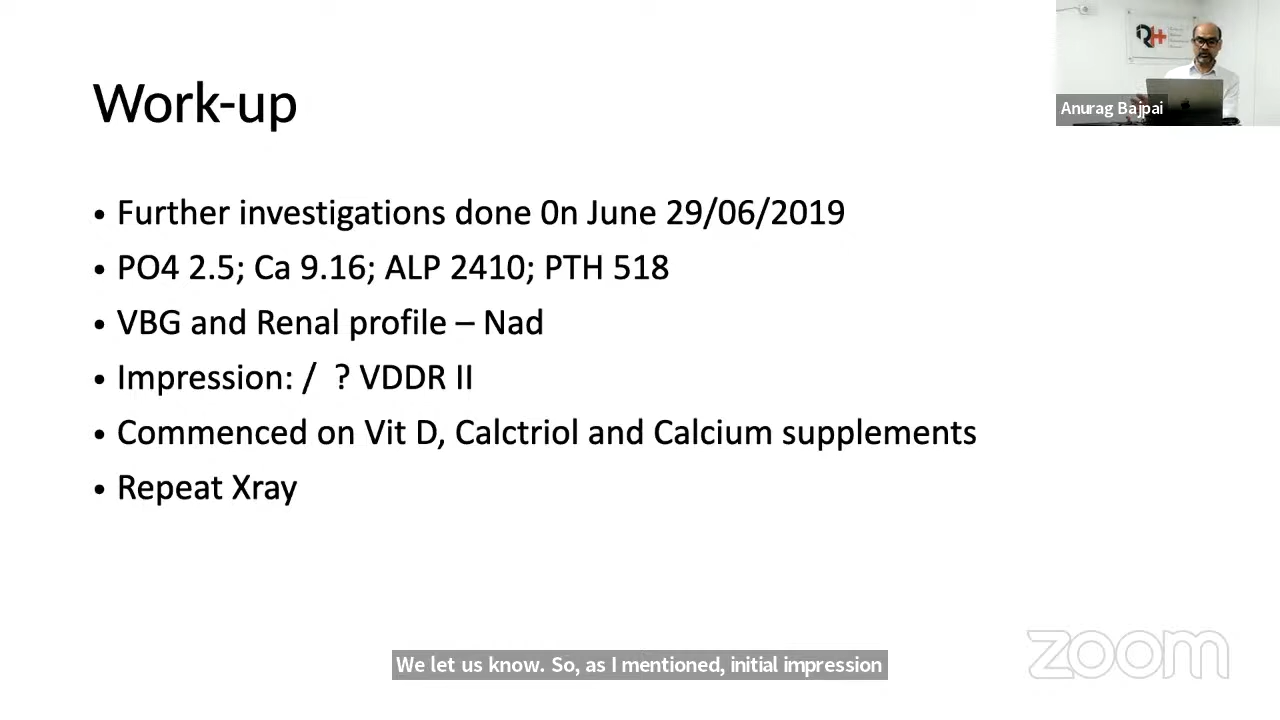 Work-up
Anurag Bajpai
• Further investigations done 0n June 29/06/2019
• PO4 2.5; Ca 9.16; ALP 2410; PTH 518
• VBG and Renal profile – Nad
• Impression: / ? VDDR II
• Commenced on Vit D, Calctriol and Calcium supplements
• Repeat Xray
We let us know. So, as I mentioned, initial impression
zoom